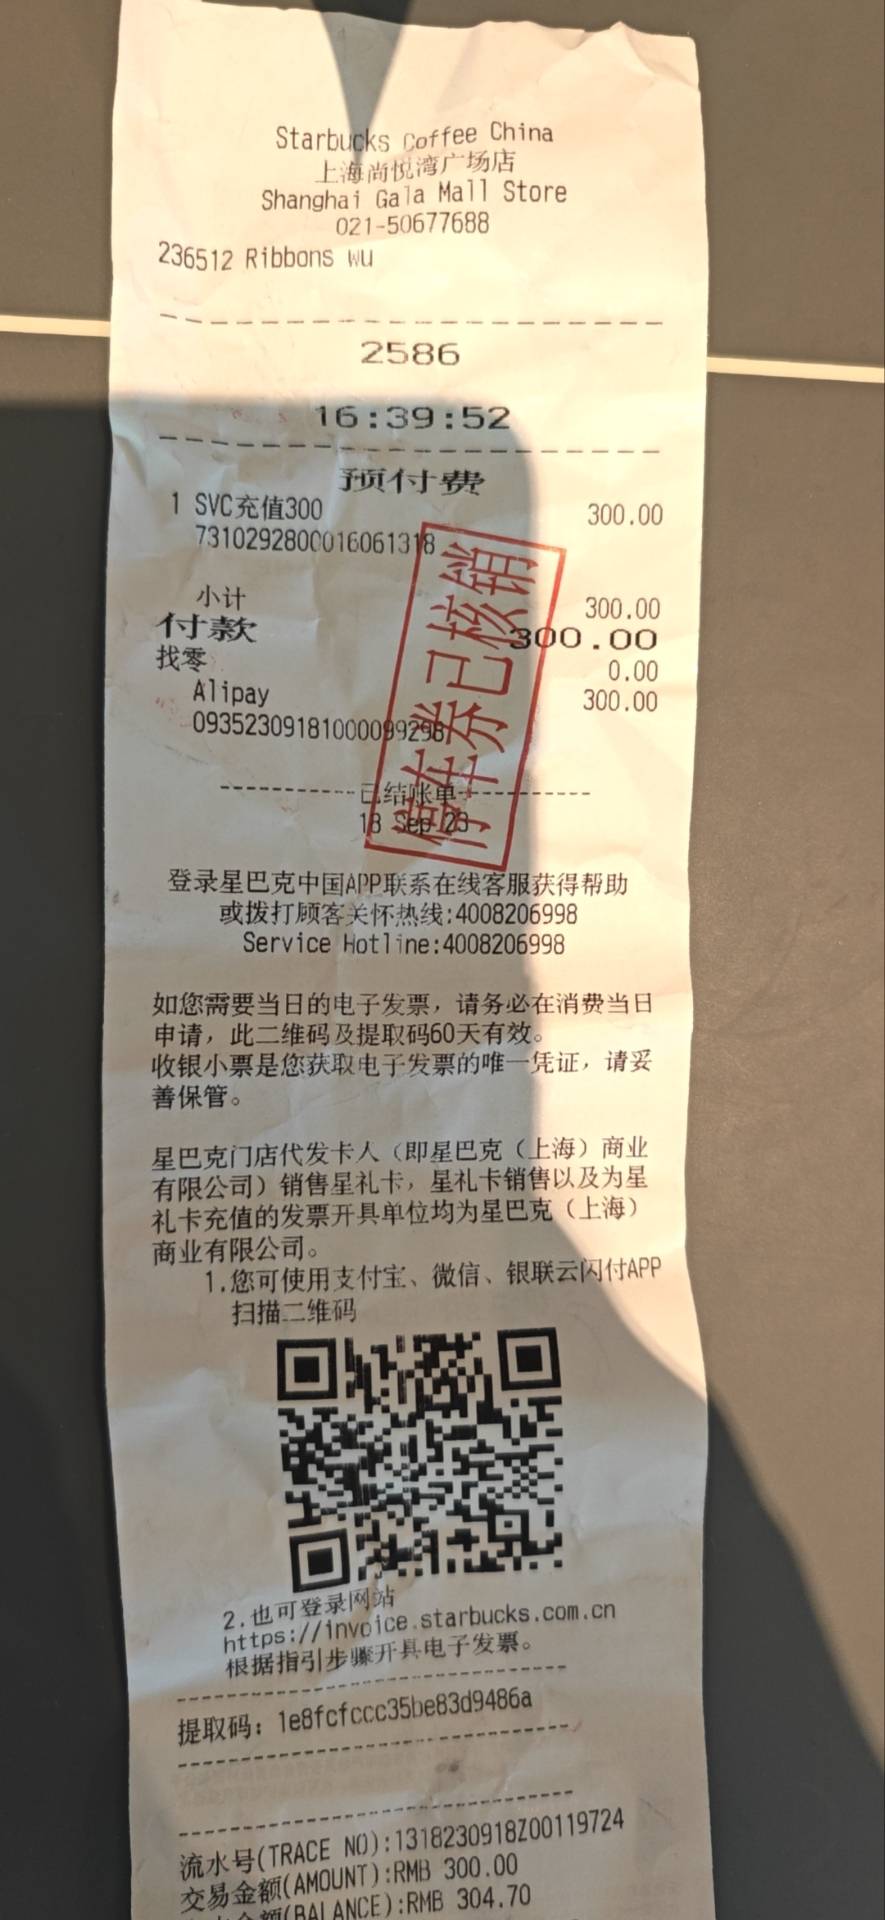 Starbucks Coffee China
上海尚悦湾广场店
Shanghai Gala Mall Store
021-50677688
236512 Ribbons wu
2586
16:39:52
预付费
1 SVC充值300 300.00
7310292800016061318
小计 300.00
付款 300.00
找零 0.00
Alipay 300.00
09352309181000099298
停车券已核销
已结账单
18 Sep 23
登录星巴克中国APP联系在线客服获得帮助
或拨打顾客关怀热线:4008206998
Service Hotline:4008206998
如您需要当日的电子发票，请务必在消费当日
申请，此二维码及提取码60天有效。
收银小票是您获取电子发票的唯一凭证，请妥
善保管。
星巴克门店代发卡人（即星巴克（上海）商业
有限公司）销售星礼卡，星礼卡销售以及为星
礼卡充值的发票开具单位均为星巴克（上海）
商业有限公司。
1.您可使用支付宝、微信、银联云闪付APP
扫描二维码
2.也可登录网站
https://invoice.starbucks.com.cn
根据指引步骤开具电子发票。
提取码：1e8fcfccc35be83d9486a
流水号(TRACE NO):1318230918Z00119724
交易金额(AMOUNT):RMB 300.00
金额(BALANCE):RMB 304.70